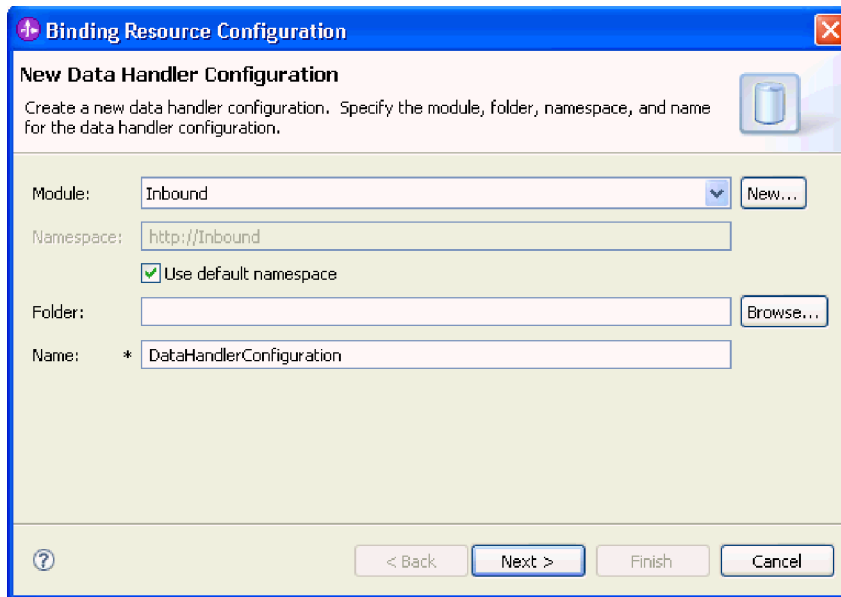 Binding Resource Configuration
New Data Handler Configuration
Create a new data handler configuration. Specify the module, folder, namespace, and name
for the data handler configuration.
Module: Inbound New...
Namespace: http://Inbound
Use default namespace
Folder: Browse...
Name: * DataHandlerConfiguration
? < Back Next > Finish Cancel